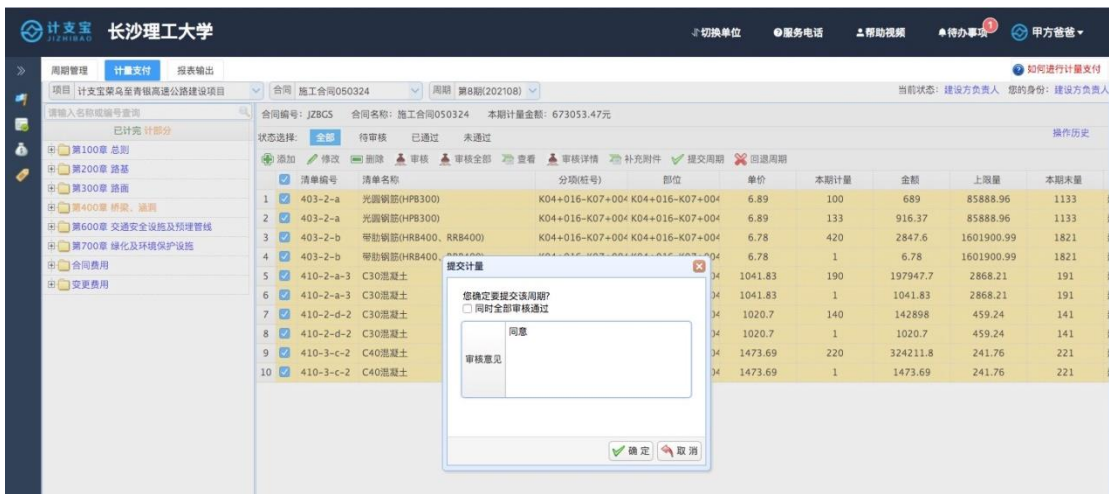 计支宝 JIZHIBAO 长沙理工大学 切换单位 服务电话 帮助视频 待办事项 1 甲方爸爸
周期管理 计量支付 报表输出 如何进行计量支付
项目 计支宝荣乌至青银高速公路建设项目 合同 施工合同050324 周期 第8期(202108) 当前状态: 建设方负责人 您的身份: 建设方负责人
请输入名称或编号查询 合同编号: JZBGS 合同名称: 施工合同050324 本期计量金额: 673053.47元
已计完 计部分 状态选择: 全部 待审核 已通过 未通过 操作历史
第100章 总则
第200章 路基
第300章 路面
第400章 桥梁、涵洞
第600章 交通安全设施及预埋管线
第700章 绿化及环境保护设施
合同费用
变更费用
添加 修改 删除 审核 审核全部 查看 审核详情 补充附件 提交周期 回退周期
清单编号 清单名称 分项(桩号) 部位 单价 本期计量 金额 上限量 本期末量
1 403-2-a 光圆钢筋(HPB300) K04+016-K07+004 K04+016-K07+004 6.89 100 689 85888.96 1133
2 403-2-a 光圆钢筋(HPB300) K04+016-K07+004 K04+016-K07+004 6.89 133 916.37 85888.96 1133
3 403-2-b 带肋钢筋(HRB400、RRB400) K04+016-K07+004 K04+016-K07+004 6.78 420 2847.6 1601900.99 1821
4 403-2-b 带肋钢筋(HRB400、 6.78 1 6.78 1601900.99 1821
5 410-2-a-3 C30混凝土 1041.83 190 197947.7 2868.21 191
6 410-2-a-3 C30混凝土 1041.83 1 1041.83 2868.21 191
7 410-2-d-2 C30混凝土 1020.7 140 142898 459.24 141
8 410-2-d-2 C30混凝土 1020.7 1 1020.7 459.24 141
9 410-3-c-2 C40混凝土 1473.69 220 324211.8 241.76 221
10 410-3-c-2 C40混凝土 1473.69 1 1473.69 241.76 221
提交计量
您确定要提交该周期?
同时全部审核通过
审核意见 同意
确定 取消